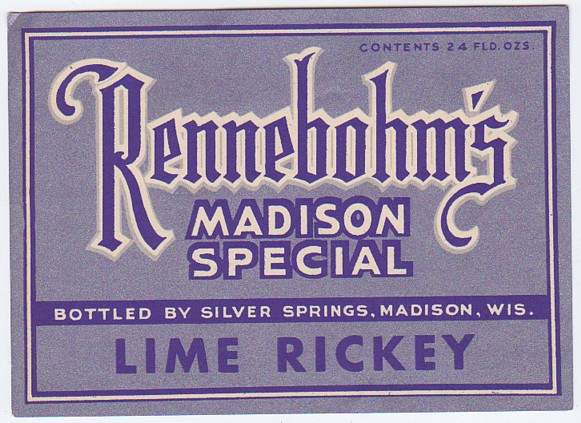 CONTENTS 24 FLD. OZS.
Rennebohm's
MADISON
SPECIAL
BOTTLED BY SILVER SPRINGS, MADISON, WIS.
LIME RICKEY